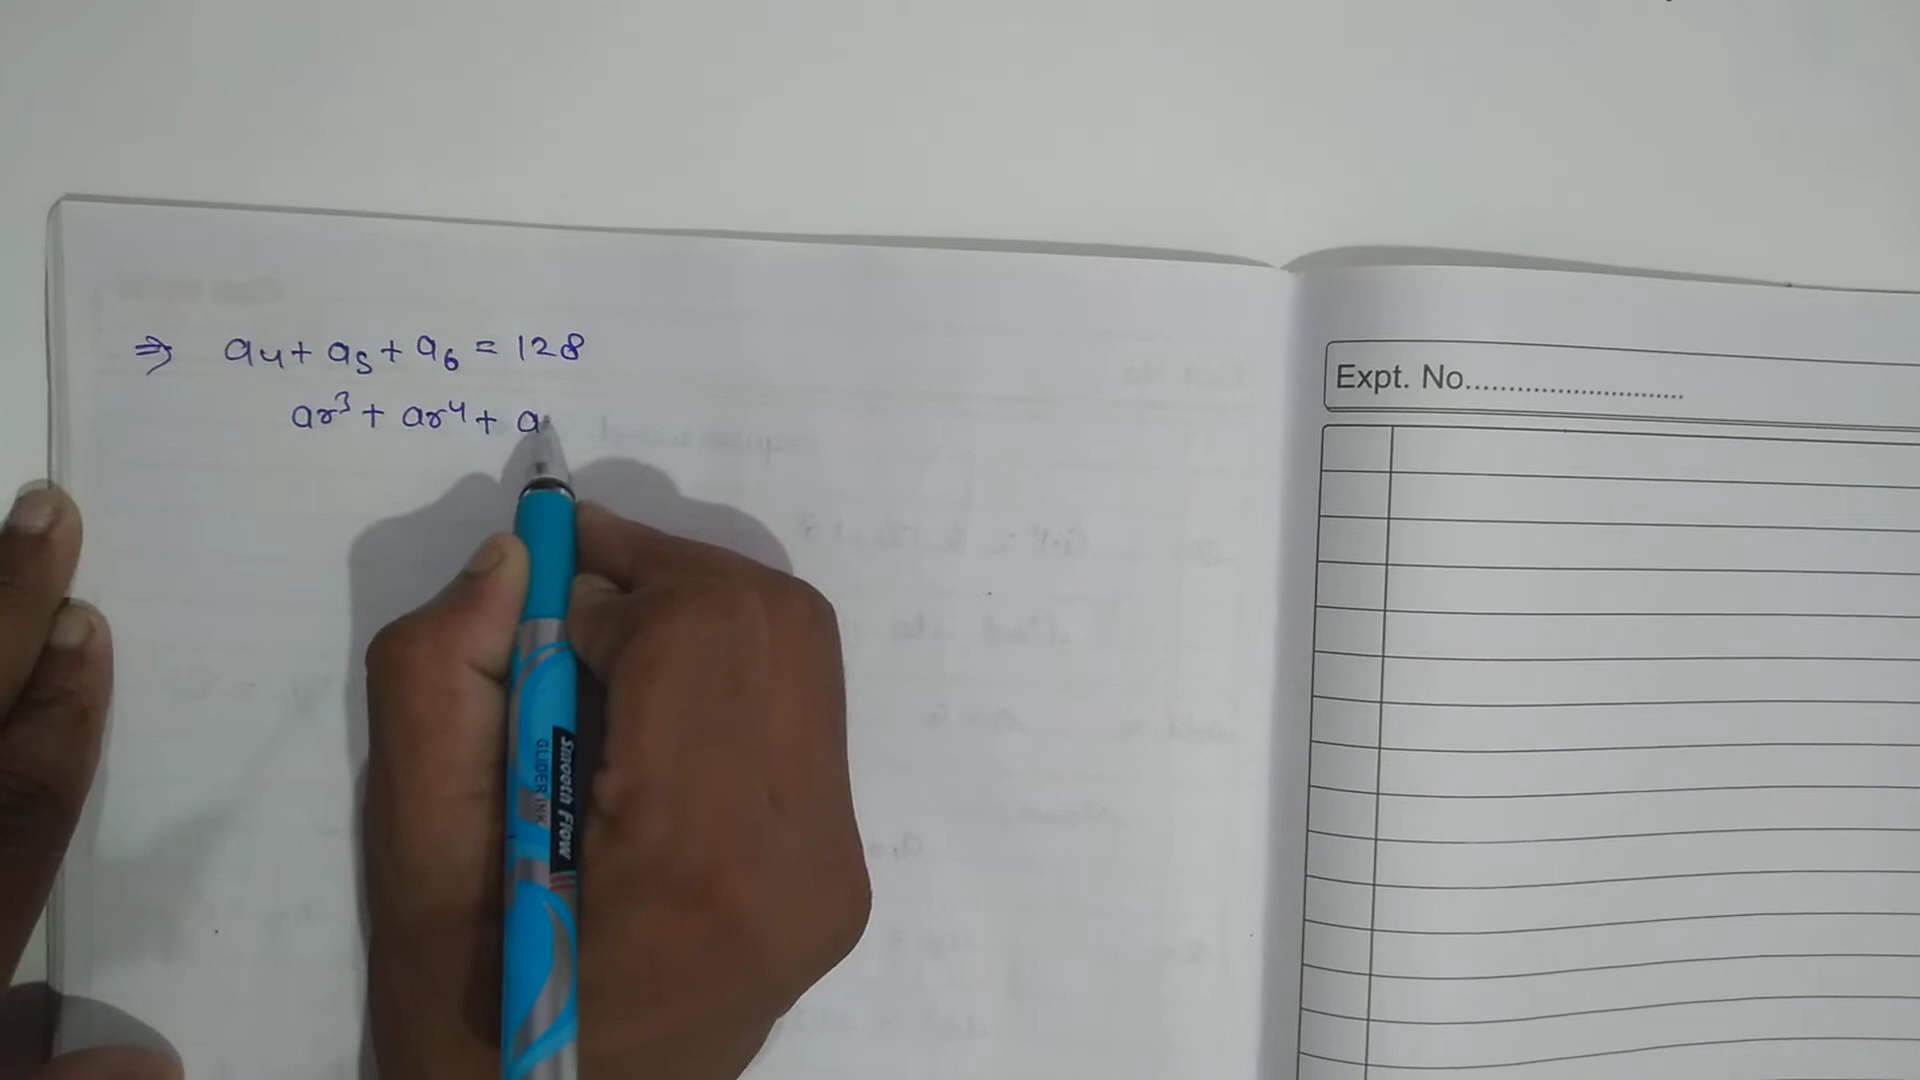 ⇒ a₄ + a₅ + a₆ = 128
ar³ + ar⁴ + a
Expt. No..............................
Smooth Flow
GLIDER INK